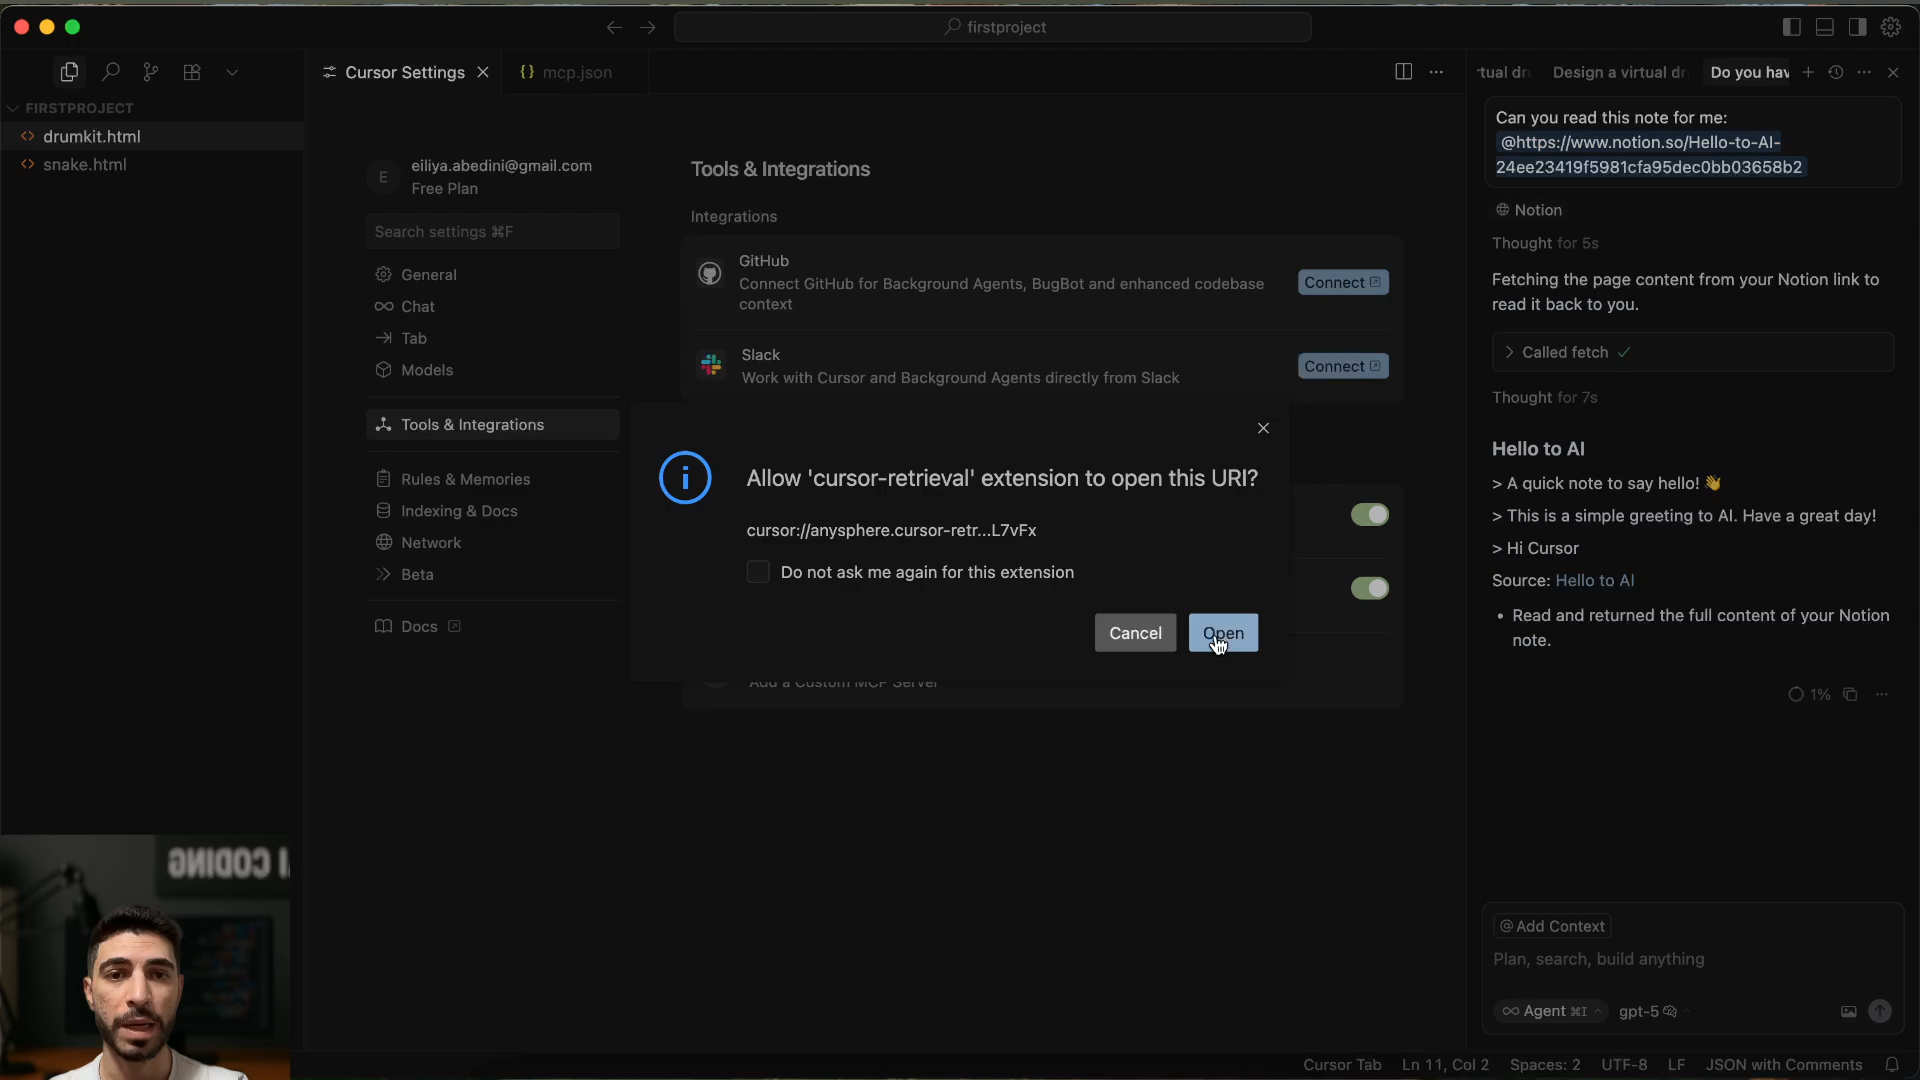 firstproject
Cursor Settings
mcp.json
Design a virtual dr
Do you hav
FIRSTPROJECT
drumkit.html
snake.html
E
eiliya.abedini@gmail.com
Free Plan
Search settings ⌘F
General
Chat
Tab
Models
Tools & Integrations
Rules & Memories
Indexing & Docs
Network
Beta
Docs
Tools & Integrations
Integrations
GitHub
Connect GitHub for Background Agents, BugBot and enhanced codebase
context
Connect
Slack
Work with Cursor and Background Agents directly from Slack
Connect
Allow 'cursor-retrieval' extension to open this URI?
cursor://anysphere.cursor-retr...L7vFx
Do not ask me again for this extension
Cancel
Open
Add a Custom MCP Server
Can you read this note for me:
@https://www.notion.so/Hello-to-AI-
24ee23419f5981cfa95dec0bb03658b2
Notion
Thought for 5s
Fetching the page content from your Notion link to
read it back to you.
Called fetch ✓
Thought for 7s
Hello to AI
> A quick note to say hello! 👋
> This is a simple greeting to AI. Have a great day!
> Hi Cursor
Source: Hello to AI
• Read and returned the full content of your Notion
note.
1%
@ Add Context
Plan, search, build anything
Agent ⌘I
gpt-5
Cursor Tab
Ln 11, Col 2
Spaces: 2
UTF-8
LF
JSON with Comments
CODING